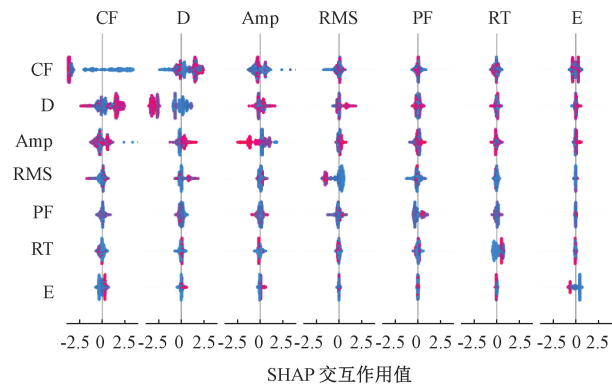 CF D Amp RMS PF RT E
CF
D
Amp
RMS
PF
RT
E
-2.5 0 2.5 -2.5 0 2.5 -2.5 0 2.5 -2.5 0 2.5 -2.5 0 2.5 -2.5 0 2.5 -2.5 0 2.5
SHAP 交互作用值